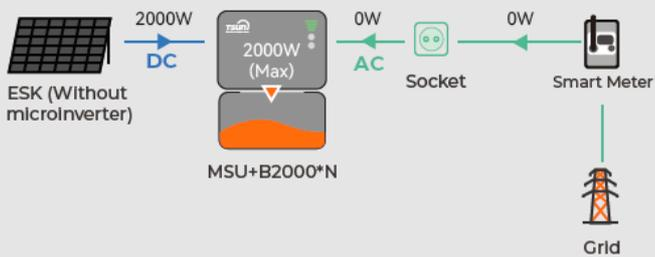 2000W
DC
ESK (Without
microinverter)
TSUN
2000W
(Max)
MSU+B2000*N
0W
AC
Socket
0W
Smart Meter
Grid